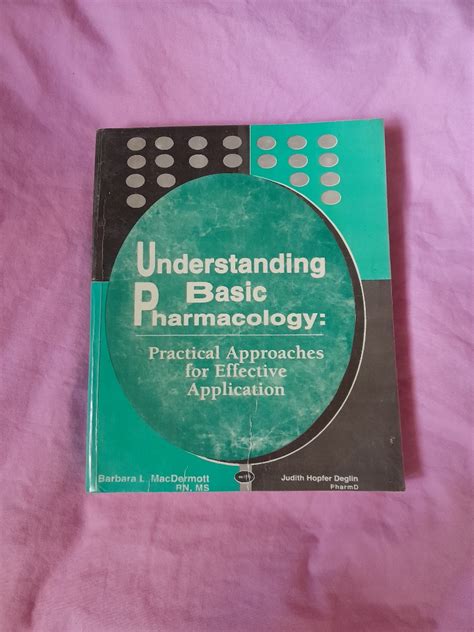 Understanding
Basic
Pharmacology:
Practical Approaches
for Effective
Application
Barbara L. MacDermott
RN, MS
Judith Hopfer Deglin
PharmD